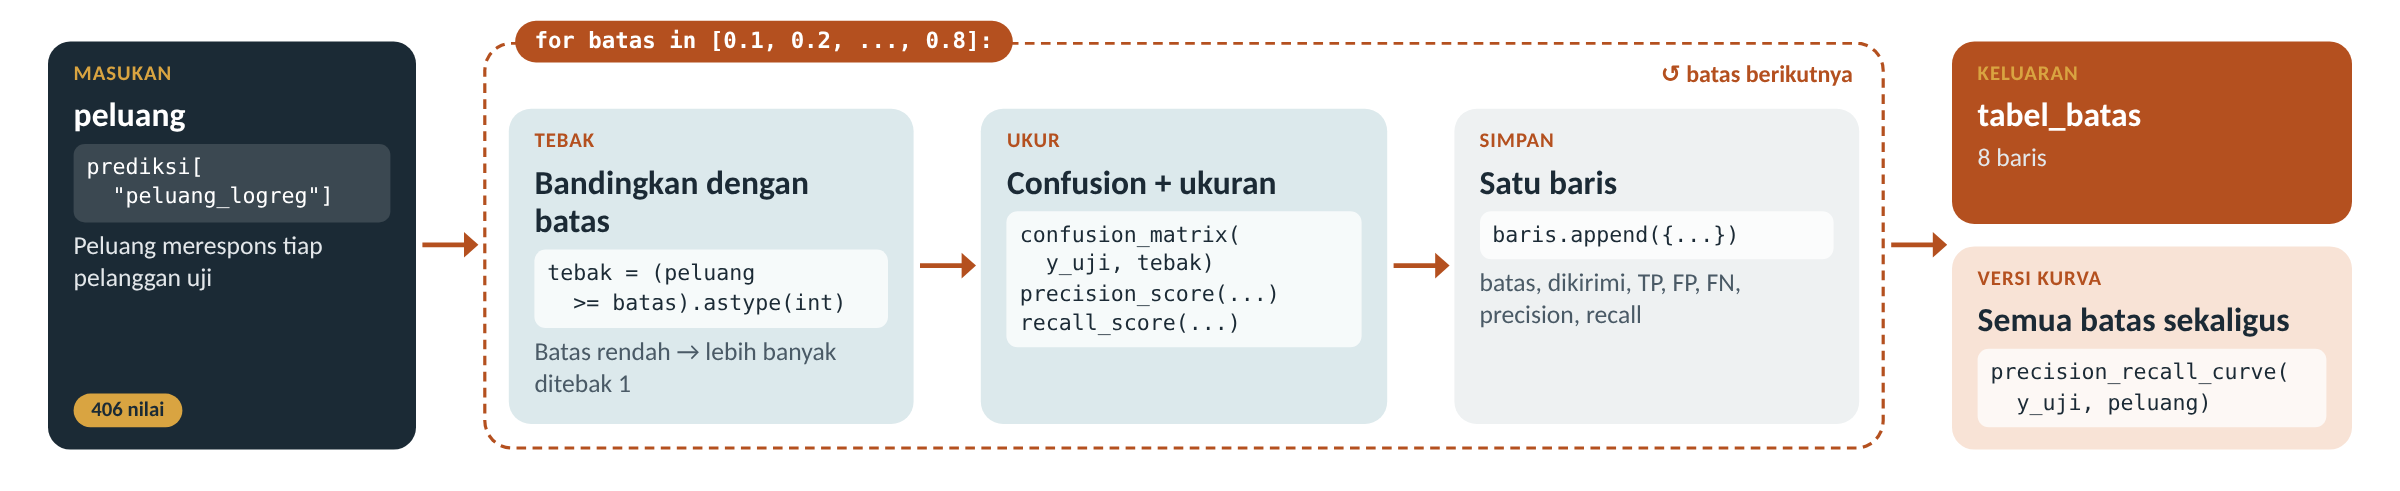 MASUKAN
peluang
prediksi[
  "peluang_logreg"]
Peluang merespons tiap
pelanggan uji
406 nilai
for batas in [0.1, 0.2, ..., 0.8]:
↺ batas berikutnya
TEBAK
Bandingkan dengan
batas
tebak = (peluang
  >= batas).astype(int)
Batas rendah → lebih banyak
ditebak 1
UKUR
Confusion + ukuran
confusion_matrix(
  y_uji, tebak)
precision_score(...)
recall_score(...)
SIMPAN
Satu baris
baris.append({...})
batas, dikirimi, TP, FP, FN,
precision, recall
KELUARAN
tabel_batas
8 baris
VERSI KURVA
Semua batas sekaligus
precision_recall_curve(
  y_uji, peluang)